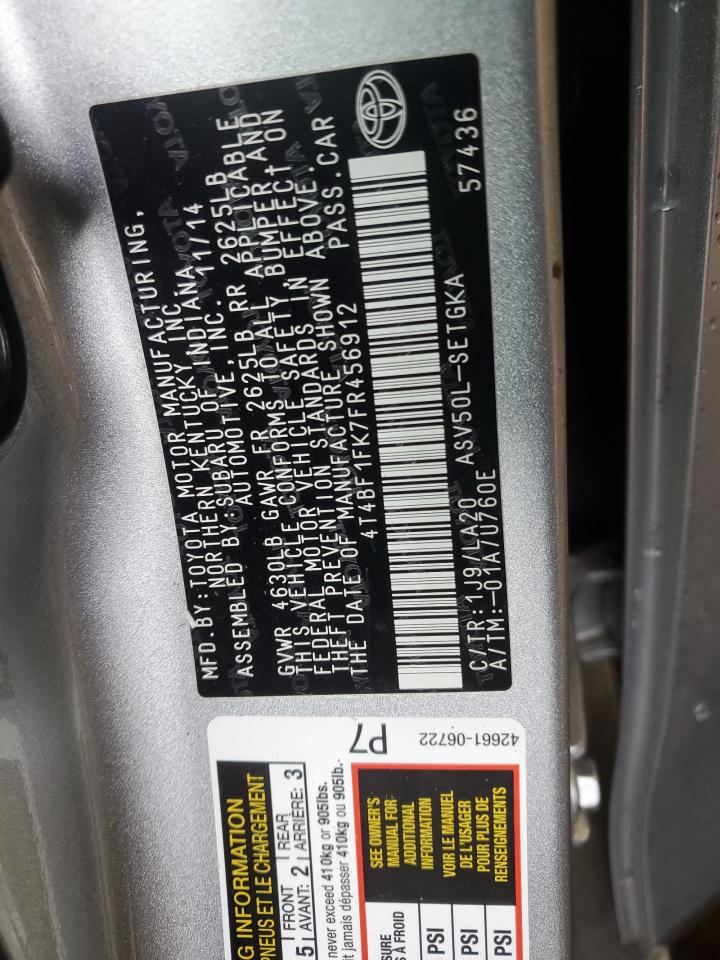 MFD.BY:TOYOTA MOTOR MANUFACTURING,
NORTHERN KENTUCKY INC.
ASSEMBLED BY:SUBARU OF INDIANA
AUTOMOTIVE, INC. 11/14
GVWR 4630LB GAWR FR 2625LB RR 2625LB
THIS VEHICLE CONFORMS TO ALL APPLICABLE
FEDERAL MOTOR VEHICLE SAFETY, BUMPER AND
THEFT PREVENTION STANDARDS IN EFFECT ON
THE DATE OF MANUFACTURE SHOWN ABOVE.
4T4BF1FK7FR456912 PASS.CAR
C/TR:1J9/LA20 ASV50L-SETGKA
A/TM:-01A70760E 57436
P7
42661-06722
G INFORMATION
PNEUS ET LE CHARGEMENT
5 FRONT 2 REAR 3
AVANT: ARRIÈRE:
never exceed 410kg or 905lbs.
it jamais dépasser 410kg ou 905lb.
SEE OWNER'S
MANUAL FOR
ADDITIONAL
INFORMATION
VOIR LE MANUEL
DE L'USAGER
POUR PLUS DE
RENSEIGNEMENTS
SURE
S À FROID
PSI
PSI
PSI